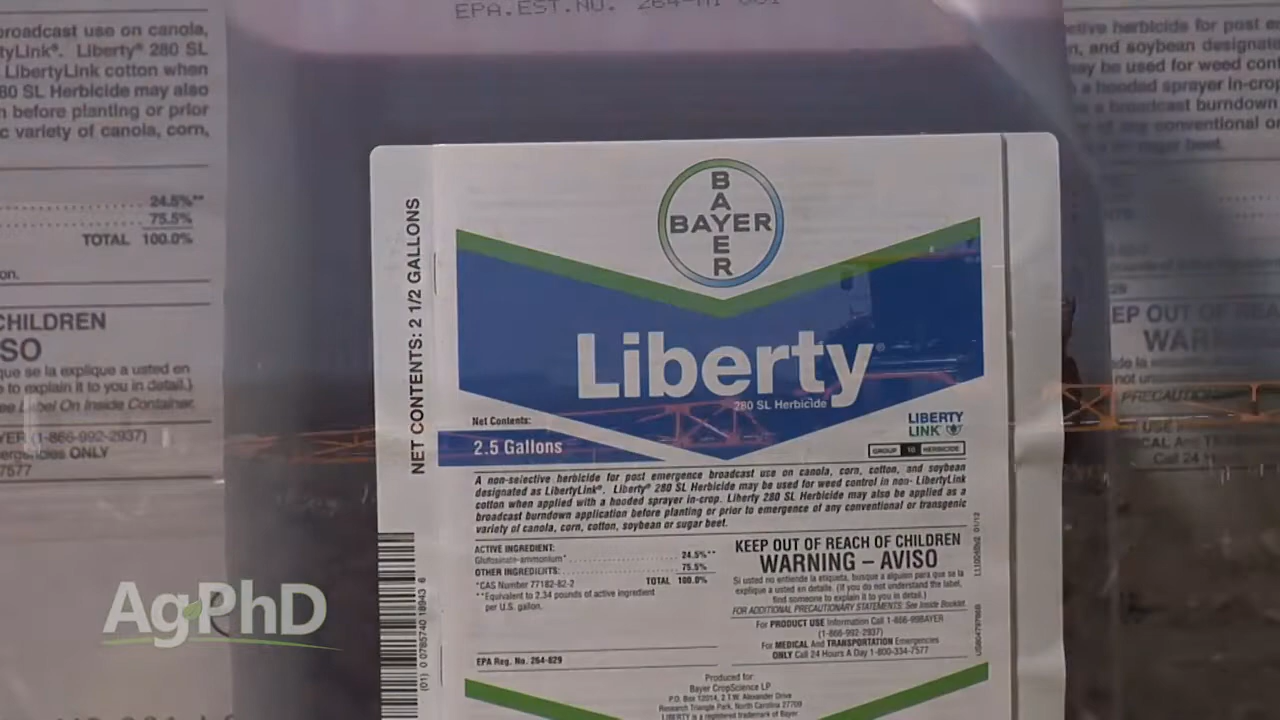 EPA.EST.NO. 264-MI-001
broadcast use on canola,
tyLink®. Liberty® 280 SL
LibertyLink cotton when
80 SL Herbicide may also
n before planting or prior
c variety of canola, corn,
24.5%**
75.5%
TOTAL 100.0%
on.
CHILDREN
SO
que se la explique a usted en
to explain it to you in detail.)
ee Label On Inside Container.
YER (1-866-992-2937)
ergencies ONLY
7577
NET CONTENTS: 2 1/2 GALLONS
BAYER
BAYER
Liberty®
280 SL Herbicide
Net Contents:
2.5 Gallons
LIBERTY
LINK
GROUP 10 HERBICIDE
A non-selective herbicide for post emergence broadcast use on canola, corn, cotton, and soybean
designated as LibertyLink®. Liberty® 280 SL Herbicide may be used for weed control in non- LibertyLink
cotton when applied with a hooded sprayer in-crop. Liberty 280 SL Herbicide may also be applied as a
broadcast burndown application before planting or prior to emergence of any conventional or transgenic
variety of canola, corn, cotton, soybean or sugar beet.
ACTIVE INGREDIENT:
Glufosinate-ammonium* 24.5%**
OTHER INGREDIENTS: 75.5%
TOTAL 100.0%
*CAS Number 77182-82-2
**Equivalent to 2.34 pounds of active ingredient
per U.S. gallon.
EPA Reg. No. 264-829
KEEP OUT OF REACH OF CHILDREN
WARNING – AVISO
Si usted no entiende la etiqueta, busque a alguien para que se la
explique a usted en detalle. (If you do not understand the label,
find someone to explain it to you in detail.)
FOR ADDITIONAL PRECAUTIONARY STATEMENTS: See Inside Booklet.
For PRODUCT USE Information Call 1-866-99BAYER
(1-866-992-2937)
For MEDICAL And TRANSPORTATION Emergencies
ONLY Call 24 Hours A Day 1-800-334-7577
Produced for:
Bayer CropScience LP
P.O. Box 12014, 2 T.W. Alexander Drive
Research Triangle Park, North Carolina 27709
LIBERTY is a registered trademark of Bayer.
ective herbicide for post e
n, and soybean designate
may be used for weed cont
a hooded sprayer in-crop
a broadcast burndown
of any conventional or
sugar beet.
EP OUT OF REA
WAR
PRECAUTION
USE
CAL And TR
Call 24 H
AgPhD